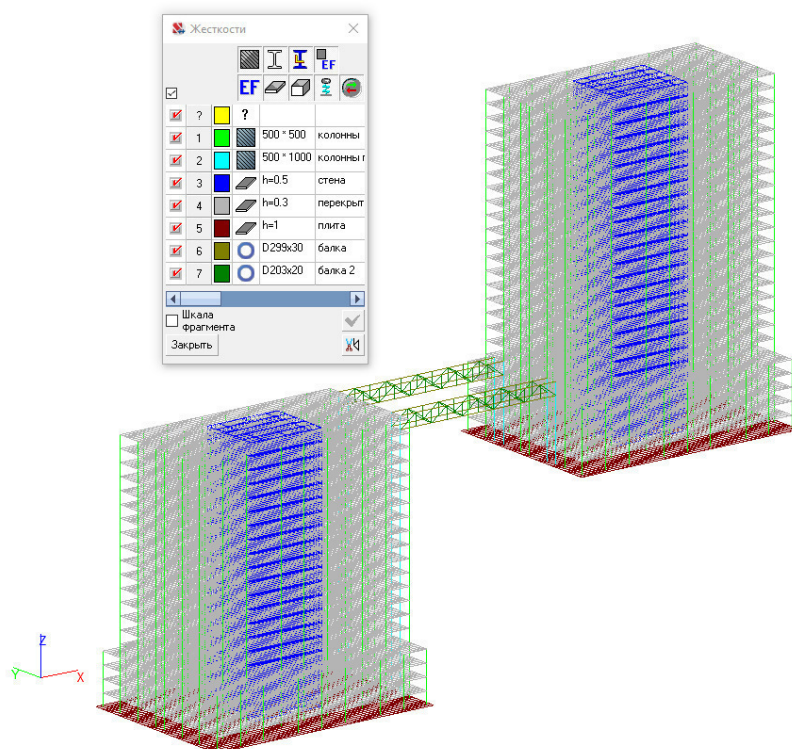 Жесткости
EF
EF
? ?
1 500 * 500 колонны
2 500 * 1000 колонны г
3 h=0.5 стена
4 h=0.3 перекрыт
5 h=1 плита
6 D299x30 балка
7 D203x20 балка 2
Шкала
фрагмента
Закрыть
Z
Y
X